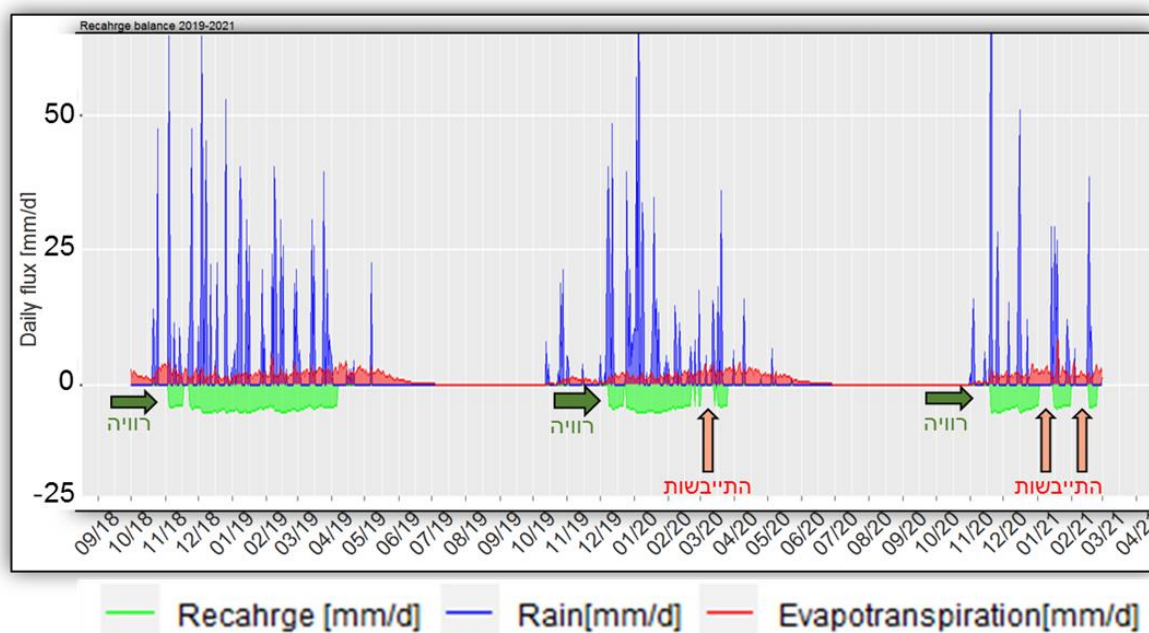 Recahrge balance 2019-2021
Daily flux [mm/d]
50
25
0
-25
רוויה
רוויה
רוויה
התייבשות
התייבשות
09/18 10/18 11/18 12/18 01/19 02/19 03/19 04/19 05/19 06/19 07/19 08/19 09/19 10/19 11/19 12/19 01/20 02/20 03/20 04/20 05/20 06/20 07/20 08/20 09/20 10/20 11/20 12/20 01/21 02/21 03/21
Recahrge [mm/d] Rain[mm/d] Evapotranspiration[mm/d]